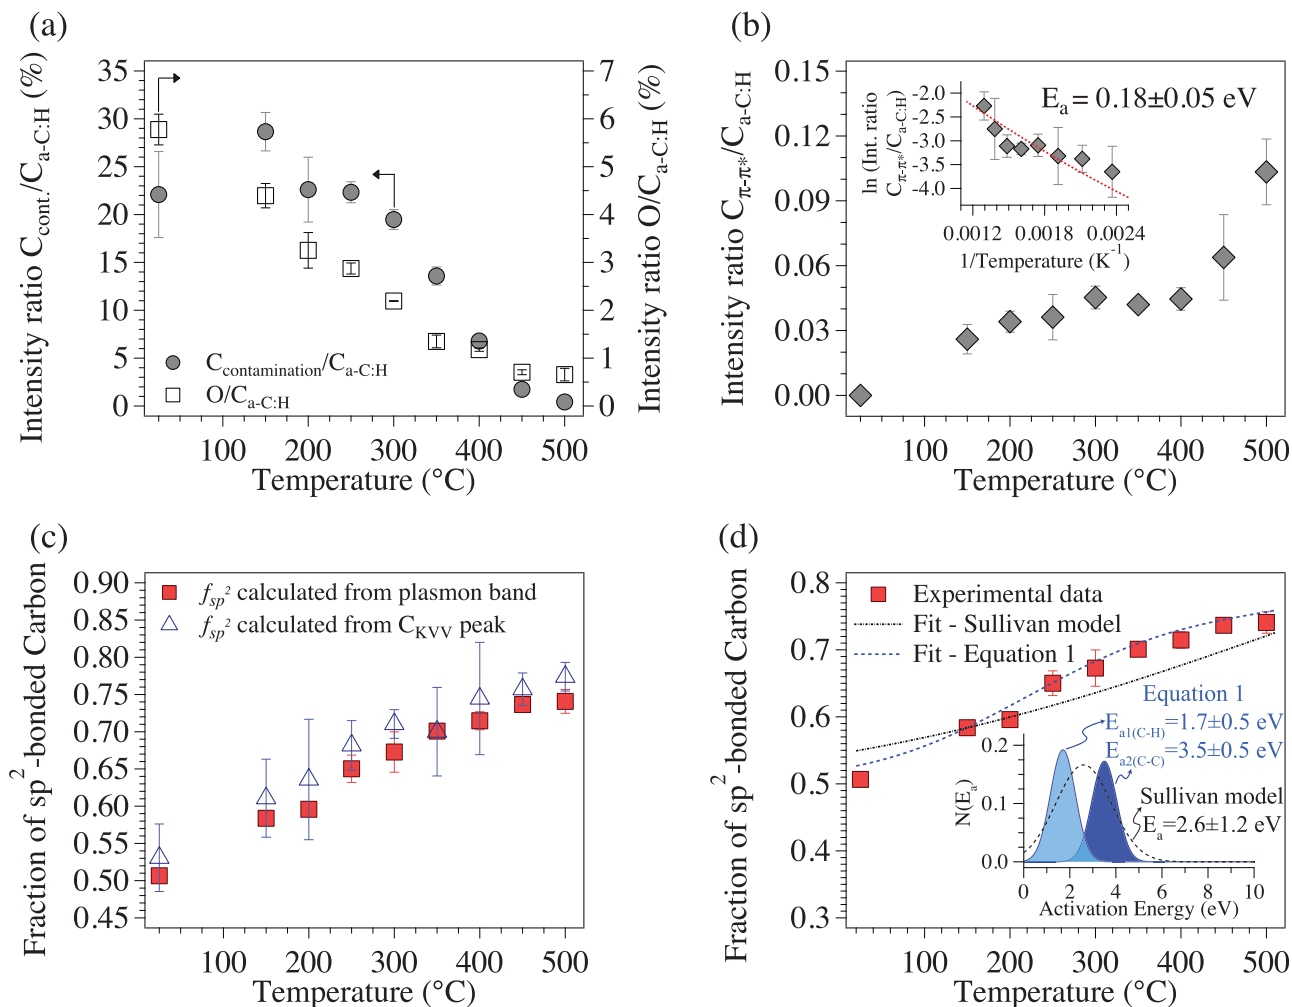 (a)
Intensity ratio C_cont./C_a-C:H (%)
35
30
25
20
15
10
5
0
7
6
5
4
3
2
1
0
Intensity ratio O/C_a-C:H (%)
C_contamination/C_a-C:H
O/C_a-C:H
100
200
300
400
500
Temperature (°C)
(b)
Intensity ratio C_π-π*/C_a-C:H
0.15
0.12
0.09
0.06
0.03
0.00
E_a = 0.18±0.05 eV
ln (Int. ratio
C_π-π*/C_a-C:H)
-2.0
-2.5
-3.0
-3.5
-4.0
0.0012
0.0018
0.0024
1/Temperature (K^-1)
100
200
300
400
500
Temperature (°C)
(c)
Fraction of sp^2-bonded Carbon
0.90
0.85
0.80
0.75
0.70
0.65
0.60
0.55
0.50
0.45
f_sp^2 calculated from plasmon band
f_sp^2 calculated from C_KVV peak
100
200
300
400
500
Temperature (°C)
(d)
Fraction of sp^2-bonded Carbon
0.8
0.7
0.6
0.5
0.4
0.3
Experimental data
Fit - Sullivan model
Fit - Equation 1
Equation 1
E_a1(C-H)=1.7±0.5 eV
E_a2(C-C)=3.5±0.5 eV
Sullivan model
E_a=2.6±1.2 eV
N(E_a)
0.2
0.1
0.0
0
2
4
6
8
10
Activation Energy (eV)
100
200
300
400
500
Temperature (°C)